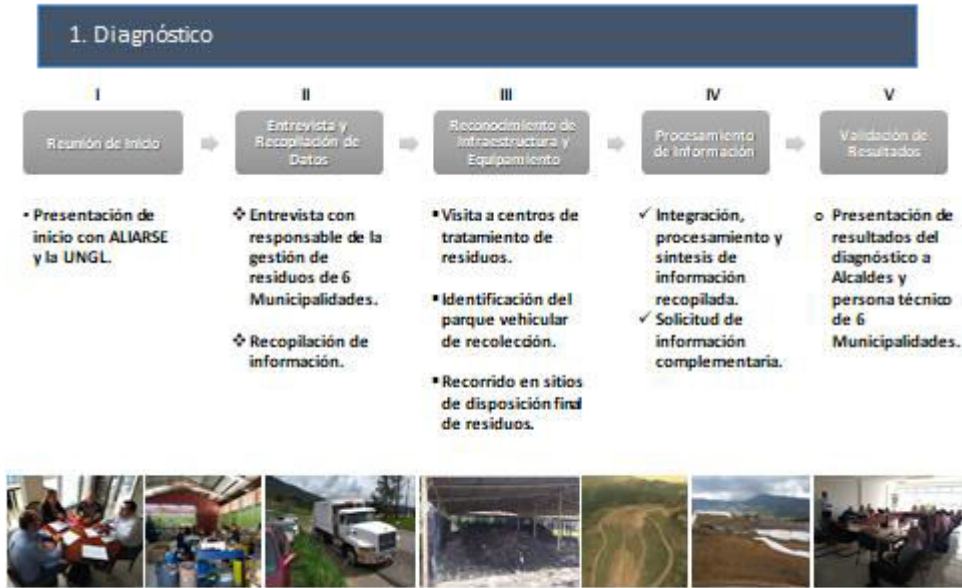 1. Diagnóstico
I
Reunión de Inicio
• Presentación de
inicio con ALIARSE
y la UNGL.
II
Entrevista y
Recopilación de
Datos
❖ Entrevista con
responsable de la
gestión de
residuos de 6
Municipalidades.
❖ Recopilación de
información.
III
Reconocimiento de
Infraestructura y
Equipamiento
▪ Visita a centros de
tratamiento de
residuos.
▪ Identificación del
parque vehicular
de recolección.
▪ Recorrido en sitios
de disposición final
de residuos.
IV
Procesamiento
de Información
✓ Integración,
procesamiento y
síntesis de
información
recopilada.
✓ Solicitud de
información
complementaria.
V
Validación de
Resultados
o Presentación de
resultados del
diagnóstico a
Alcaldes y
persona técnico
de 6
Municipalidades.